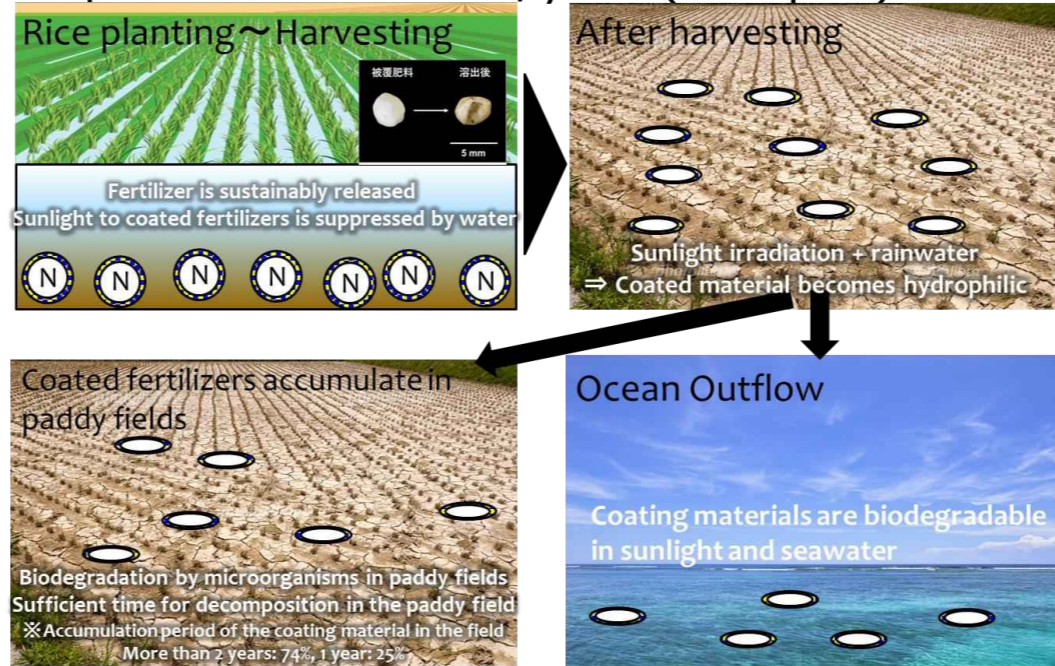 Rice planting～Harvesting
被覆肥料
溶出後
5 mm
Fertilizer is sustainably released
Sunlight to coated fertilizers is suppressed by water
N N N N N N N
After harvesting
Sunlight irradiation + rainwater
⇒ Coated material becomes hydrophilic
Coated fertilizers accumulate in
paddy fields
Biodegradation by microorganisms in paddy fields
Sufficient time for decomposition in the paddy field
※Accumulation period of the coating material in the field
More than 2 years: 74%, 1 year: 25%
Ocean Outflow
Coating materials are biodegradable
in sunlight and seawater